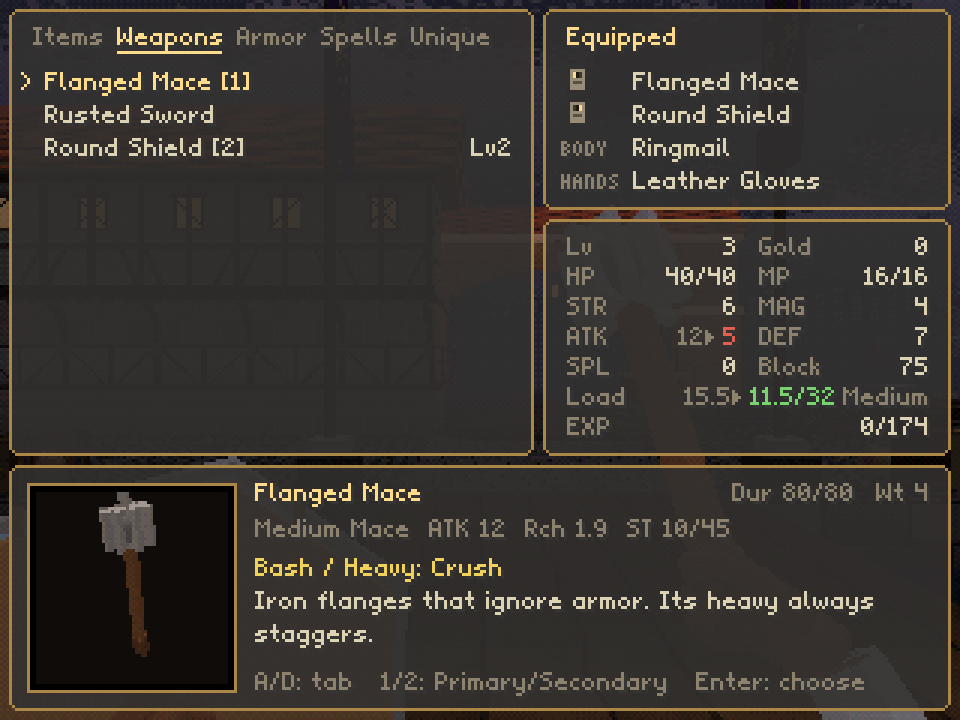 Items Weapons Armor Spells Unique
> Flanged Mace [1]
Rusted Sword
Round Shield [2] Lv2
Equipped
Flanged Mace
Round Shield
BODY Ringmail
HANDS Leather Gloves
Lv 3 Gold 0
HP 40/40 MP 16/16
STR 6 MAG 4
ATK 12▸ 5 DEF 7
SPL 0 Block 75
Load 15.5▸ 11.5/32 Medium
EXP 0/174
Flanged Mace Dur 80/80 Wt 4
Medium Mace ATK 12 Rch 1.9 ST 10/45
Bash / Heavy: Crush
Iron flanges that ignore armor. Its heavy always
staggers.
A/D: tab 1/2: Primary/Secondary Enter: choose